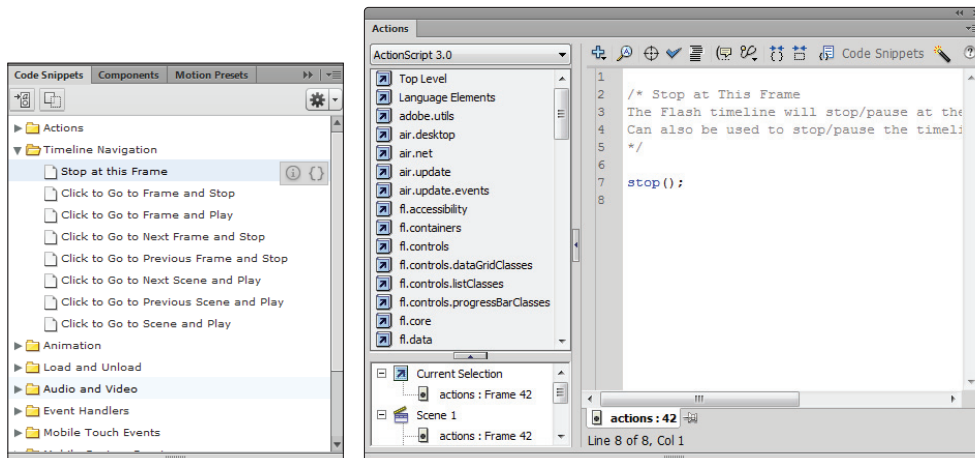 Code Snippets Components Motion Presets
Actions
Timeline Navigation
Stop at this Frame
Click to Go to Frame and Stop
Click to Go to Frame and Play
Click to Go to Next Frame and Stop
Click to Go to Previous Frame and Stop
Click to Go to Next Scene and Play
Click to Go to Previous Scene and Play
Click to Go to Scene and Play
Animation
Load and Unload
Audio and Video
Event Handlers
Mobile Touch Events
Actions
ActionScript 3.0
Top Level
Language Elements
adobe.utils
air.desktop
air.net
air.update
air.update.events
fl.accessibility
fl.containers
fl.controls
fl.controls.dataGridClasses
fl.controls.listClasses
fl.controls.progressBarClasses
fl.core
fl.data
Current Selection
actions : Frame 42
Scene 1
actions : Frame 42
Code Snippets
1
2 /* Stop at This Frame
3 The Flash timeline will stop/pause at the
4 Can also be used to stop/pause the timeli
5 */
6
7 stop();
8
actions : 42
Line 8 of 8, Col 1